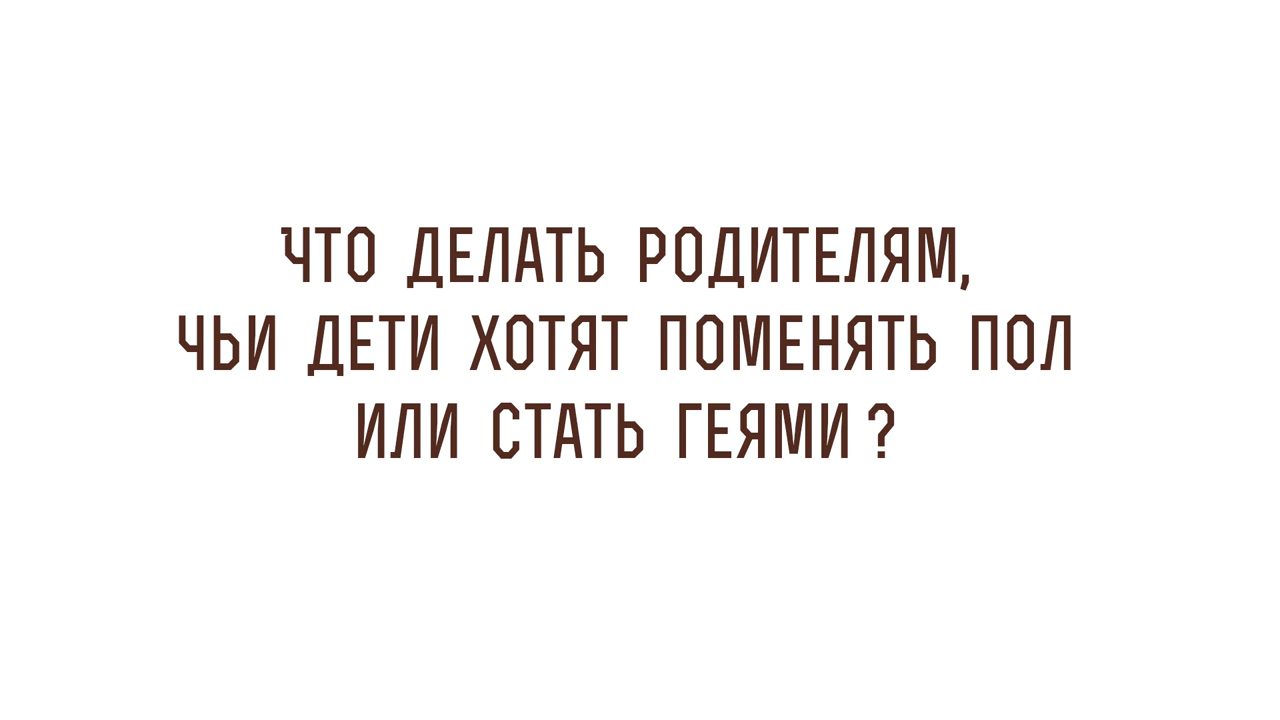 ЧТО ДЕЛАТЬ РОДИТЕЛЯМ,
ЧЬИ ДЕТИ ХОТЯТ ПОМЕНЯТЬ ПОЛ
ИЛИ СТАТЬ ГЕЯМИ ?